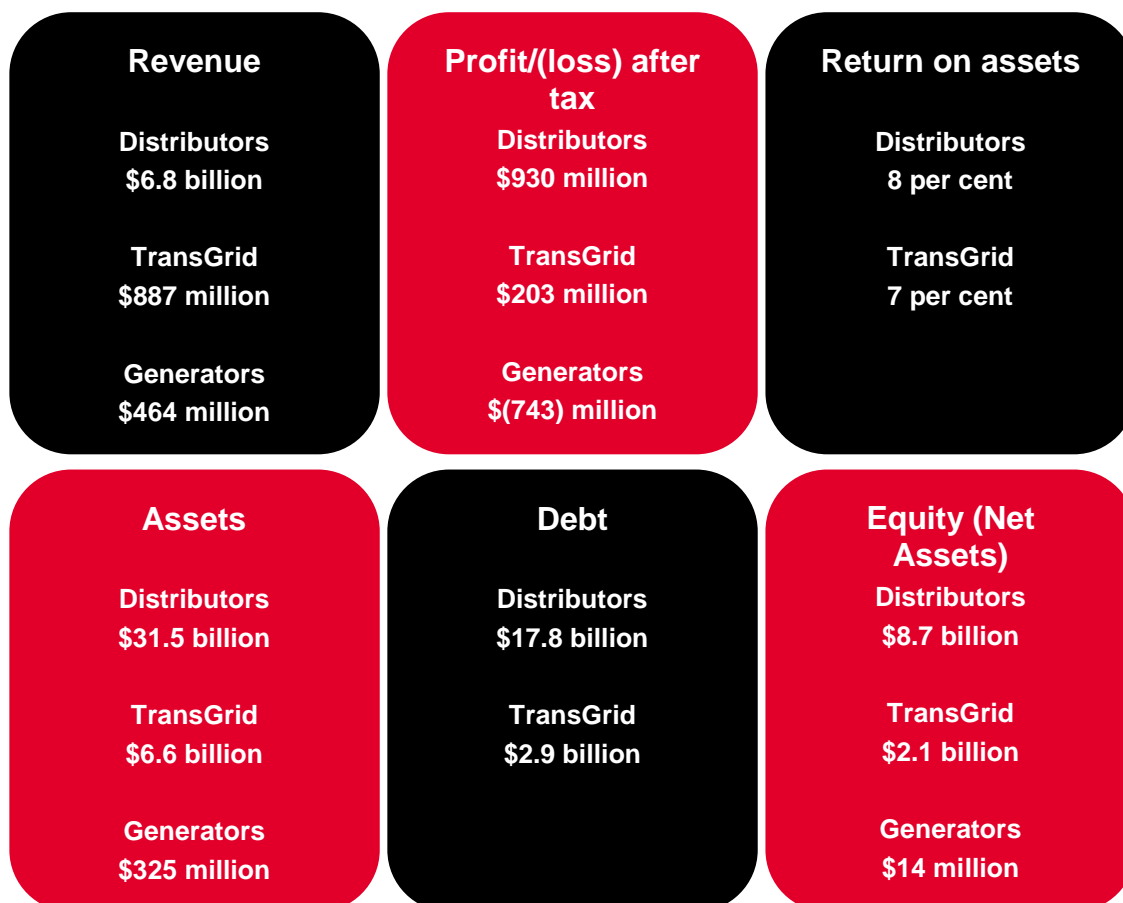 Revenue
Distributors
$6.8 billion
TransGrid
$887 million
Generators
$464 million
Profit/(loss) after
tax
Distributors
$930 million
TransGrid
$203 million
Generators
$(743) million
Return on assets
Distributors
8 per cent
TransGrid
7 per cent
Assets
Distributors
$31.5 billion
TransGrid
$6.6 billion
Generators
$325 million
Debt
Distributors
$17.8 billion
TransGrid
$2.9 billion
Equity (Net
Assets)
Distributors
$8.7 billion
TransGrid
$2.1 billion
Generators
$14 million